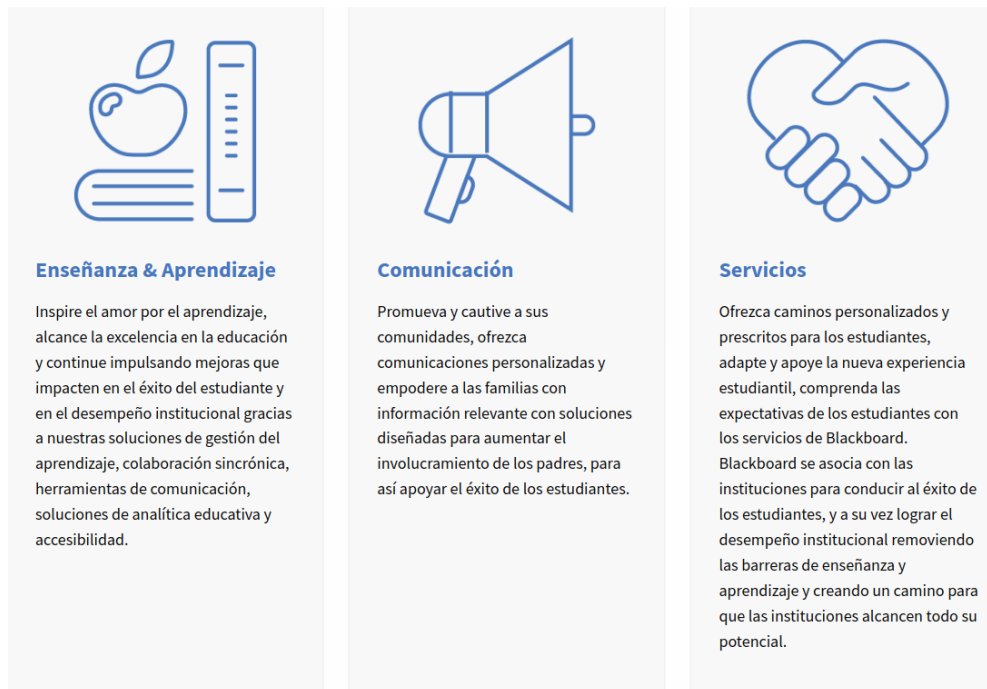 Enseñanza & Aprendizaje
Inspire el amor por el aprendizaje,
alcance la excelencia en la educación
y continue impulsando mejoras que
impacten en el éxito del estudiante y
en el desempeño institucional gracias
a nuestras soluciones de gestión del
aprendizaje, colaboración sincrónica,
herramientas de comunicación,
soluciones de analítica educativa y
accesibilidad.
Comunicación
Promueva y cautive a sus
comunidades, ofrezca
comunicaciones personalizadas y
empodere a las familias con
información relevante con soluciones
diseñadas para aumentar el
involucramiento de los padres, para
así apoyar el éxito de los estudiantes.
Servicios
Ofrezca caminos personalizados y
prescritos para los estudiantes,
adapte y apoye la nueva experiencia
estudiantil, comprenda las
expectativas de los estudiantes con
los servicios de Blackboard.
Blackboard se asocia con las
instituciones para conducir al éxito de
los estudiantes, y a su vez lograr el
desempeño institucional removiendo
las barreras de enseñanza y
aprendizaje y creando un camino para
que las instituciones alcancen todo su
potencial.